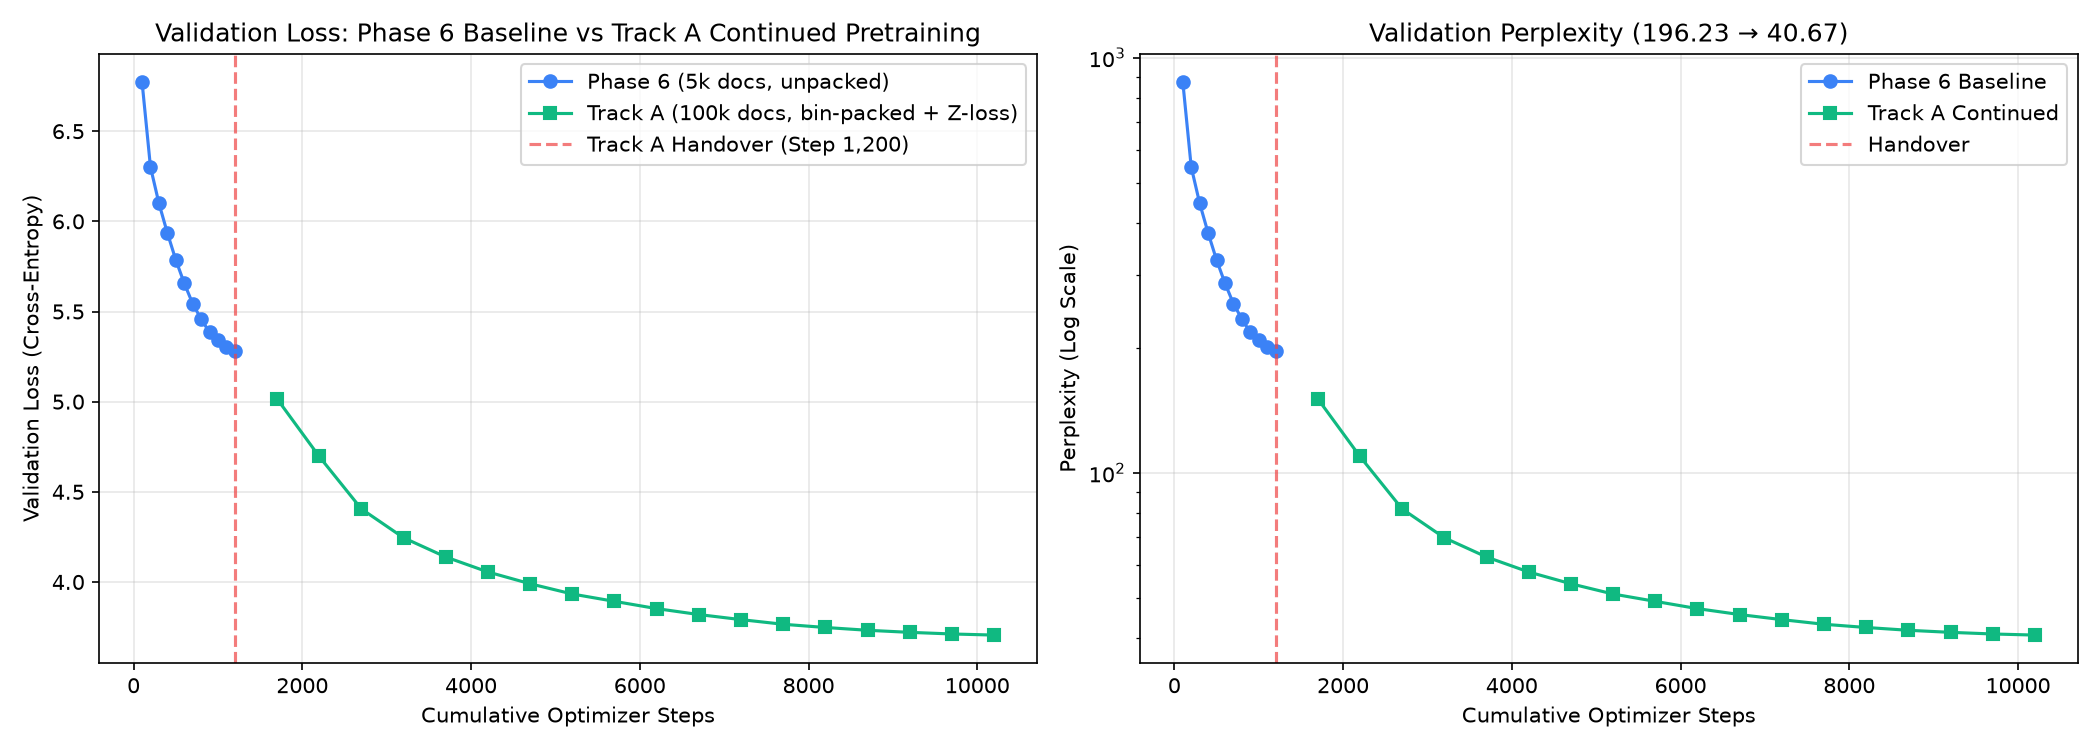 Validation Loss: Phase 6 Baseline vs Track A Continued Pretraining
Validation Loss (Cross-Entropy)
6.5
6.0
5.5
5.0
4.5
4.0
Phase 6 (5k docs, unpacked)
Track A (100k docs, bin-packed + Z-loss)
Track A Handover (Step 1,200)
0
2000
4000
6000
8000
10000
Cumulative Optimizer Steps
Validation Perplexity (196.23 → 40.67)
Perplexity (Log Scale)
10³
10²
Phase 6 Baseline
Track A Continued
Handover
0
2000
4000
6000
8000
10000
Cumulative Optimizer Steps